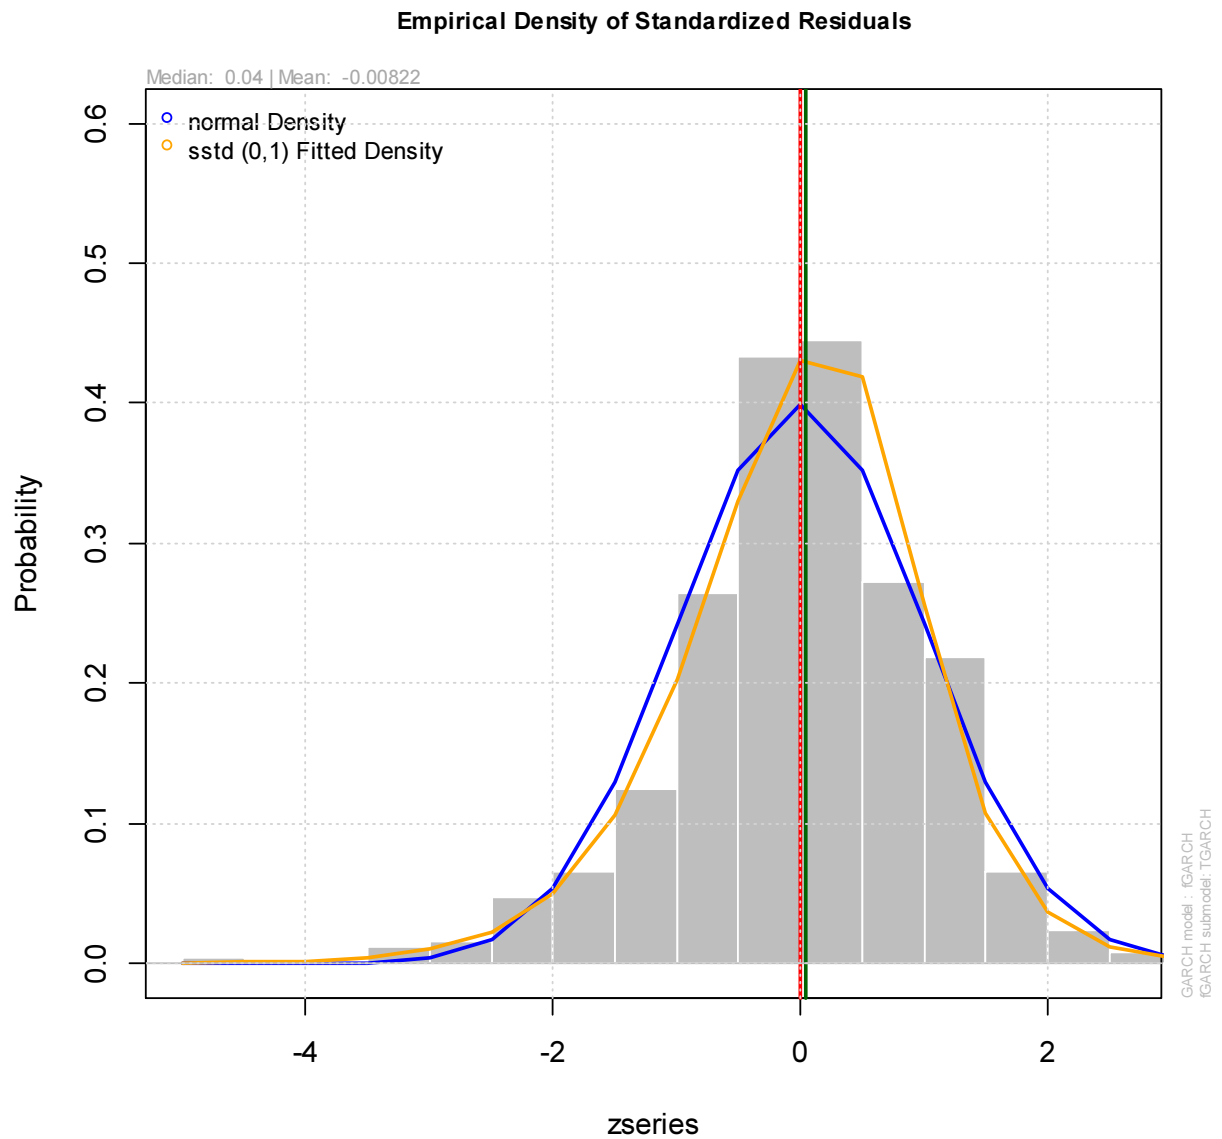 Empirical Density of Standardized Residuals
Median:  0.04 | Mean:  -0.00822
normal Density
sstd (0,1) Fitted Density
0.6
0.5
0.4
0.3
0.2
0.1
0.0
Probability
-4 -2 0 2
zseries
GARCH model :  fGARCH
fGARCH submodel: TGARCH